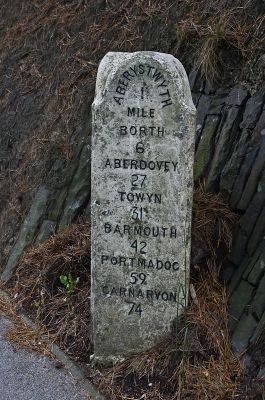 ABERYSTWYTH
1
MILE
BORTH
6
ABERDOVEY
27
TOWYN
31
BARMOUTH
42
PORTMADOC
59
CARNARVON
74